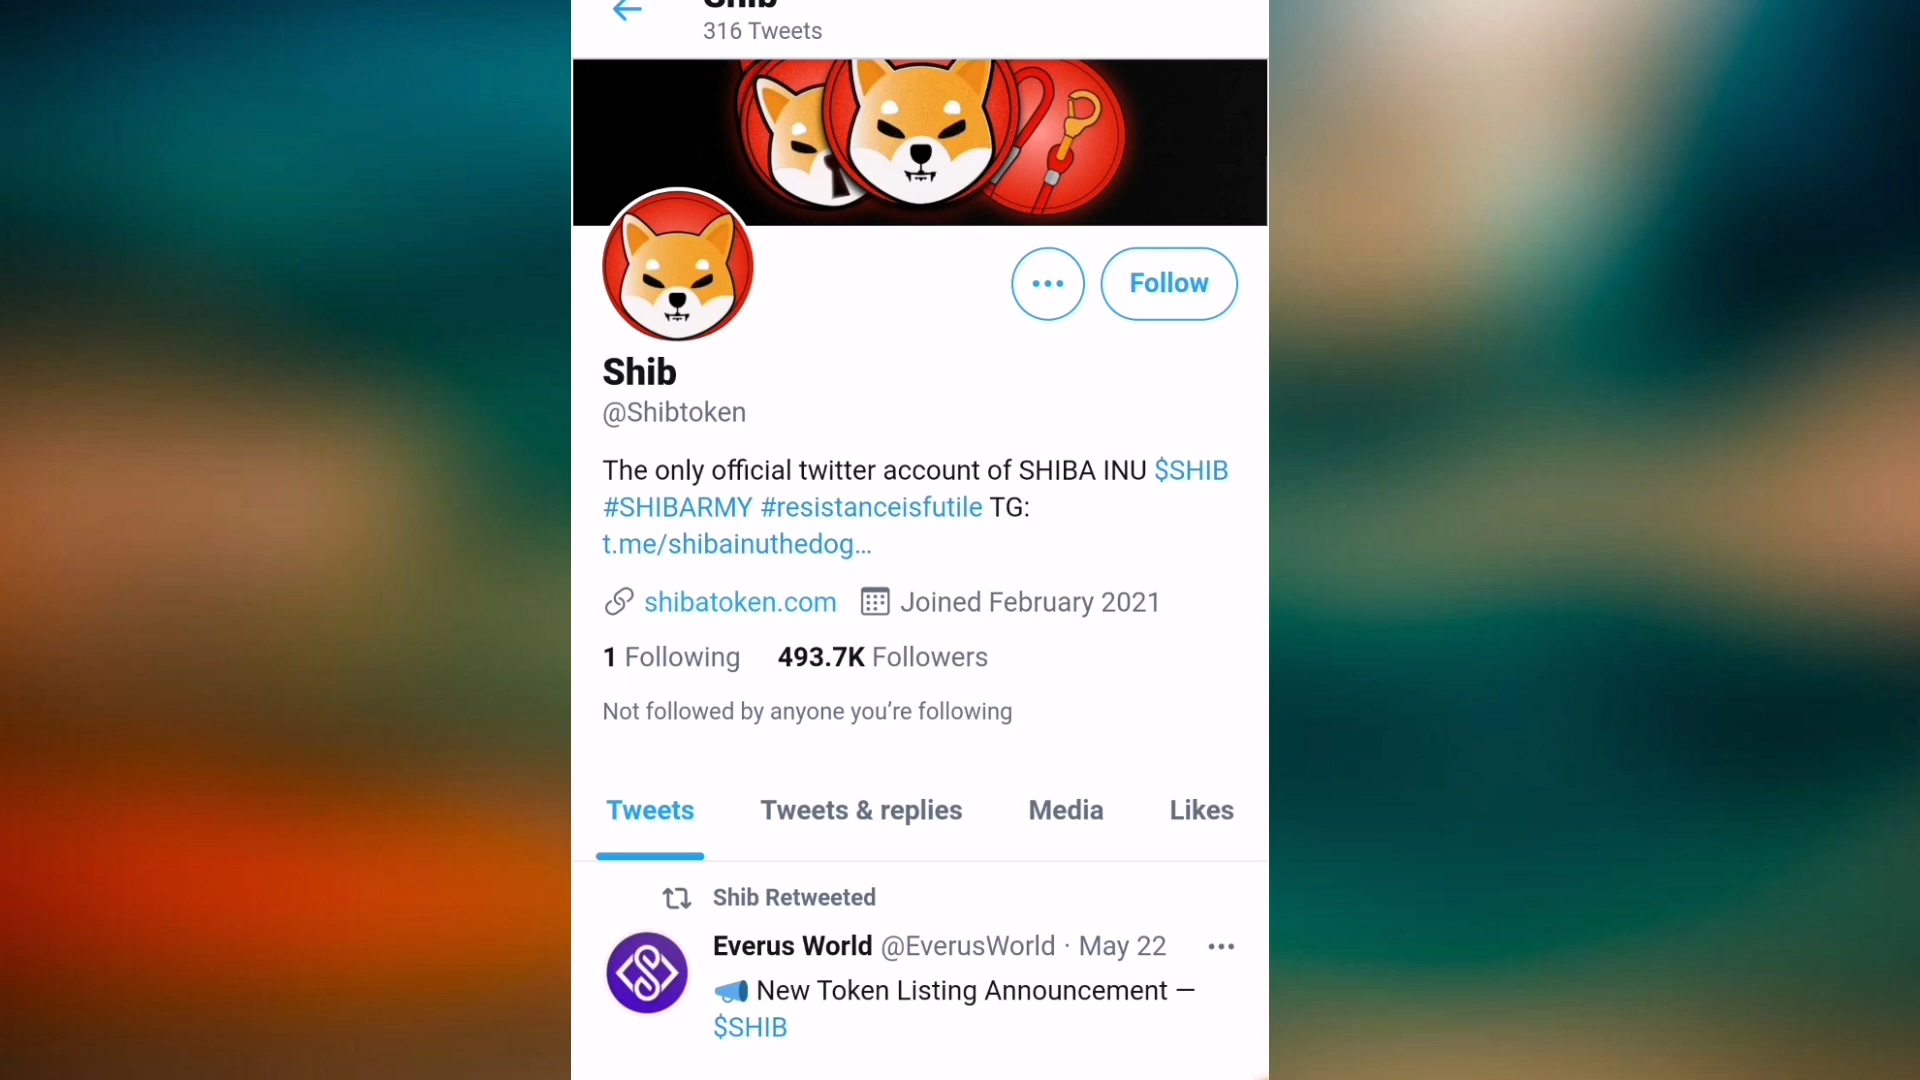 Shib
316 Tweets
Follow
Shib
@Shibtoken
The only official twitter account of SHIBA INU $SHIB
#SHIBARMY #resistanceisfutile TG:
t.me/shibainuthedog…
shibatoken.com Joined February 2021
1 Following 493.7K Followers
Not followed by anyone you’re following
Tweets Tweets & replies Media Likes
Shib Retweeted
Everus World @EverusWorld · May 22
New Token Listing Announcement —
$SHIB